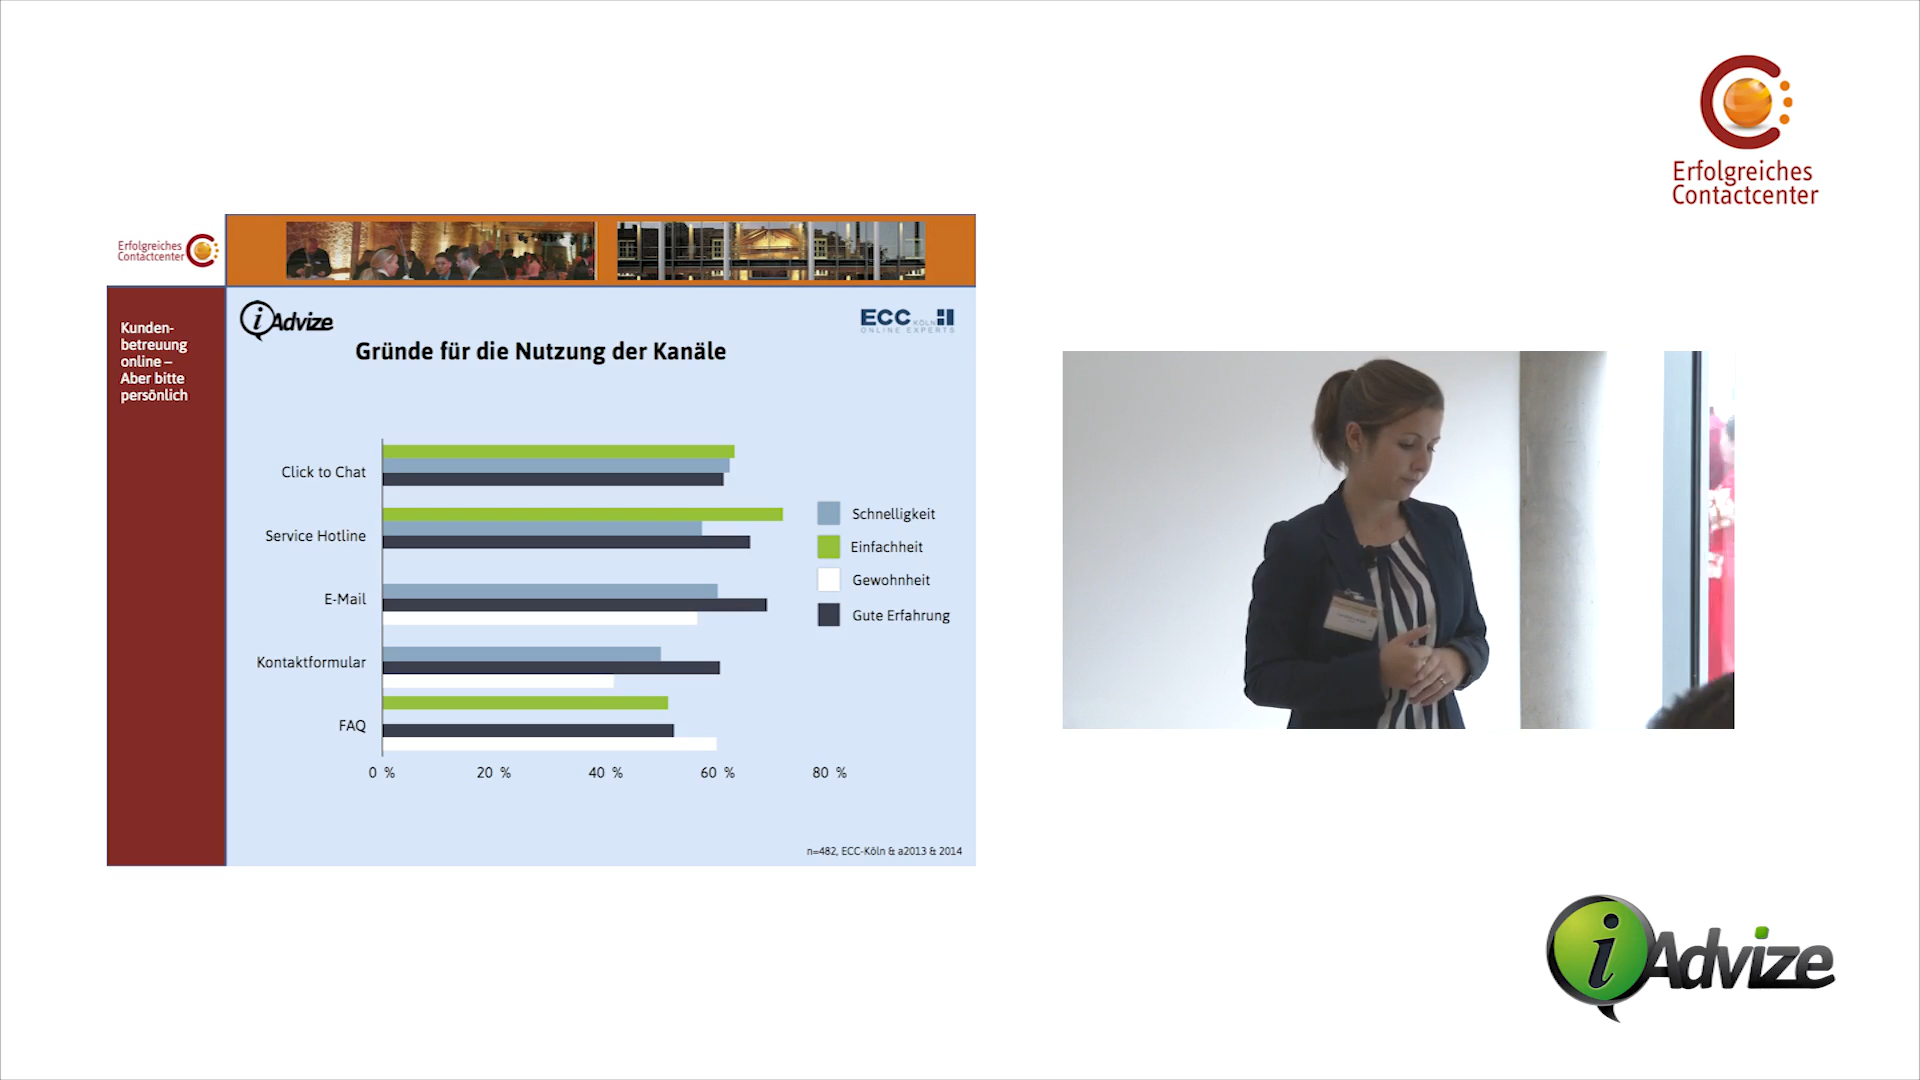 Erfolgreiches
Contactcenter
Erfolgreiches
Contactcenter
Kunden-
betreuung
online –
Aber bitte
persönlich
iAdvize
ECC KÖLN
ONLINE EXPERTS
Gründe für die Nutzung der Kanäle
Click to Chat
Service Hotline
E-Mail
Kontaktformular
FAQ
0 %
20 %
40 %
60 %
80 %
Schnelligkeit
Einfachheit
Gewohnheit
Gute Erfahrung
n=482, ECC-Köln & a2013 & 2014
iAdvize